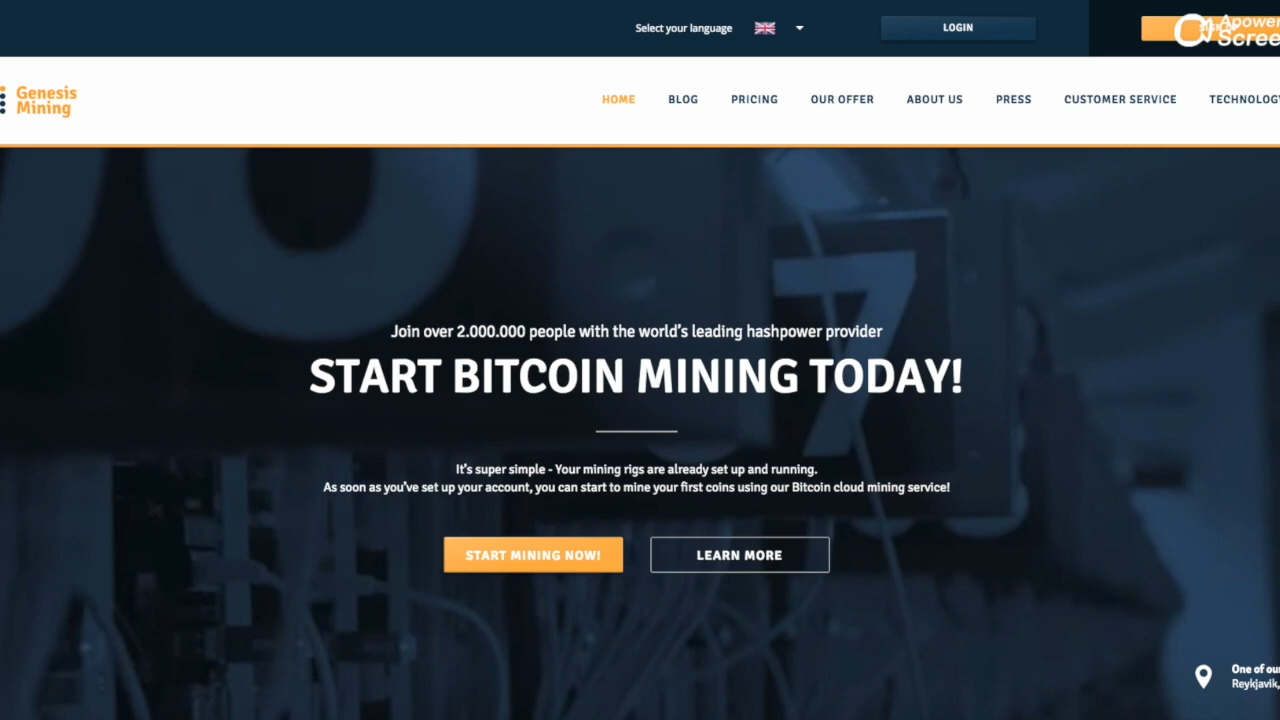 Select your language
LOGIN
Apower
Scree
Genesis
Mining
HOME
BLOG
PRICING
OUR OFFER
ABOUT US
PRESS
CUSTOMER SERVICE
TECHNOLOGY
7
Join over 2.000.000 people with the world's leading hashpower provider
START BITCOIN MINING TODAY!
It's super simple - Your mining rigs are already set up and running.
As soon as you've set up your account, you can start to mine your first coins using our Bitcoin cloud mining service!
START MINING NOW!
LEARN MORE
One of our
Reykjavik,